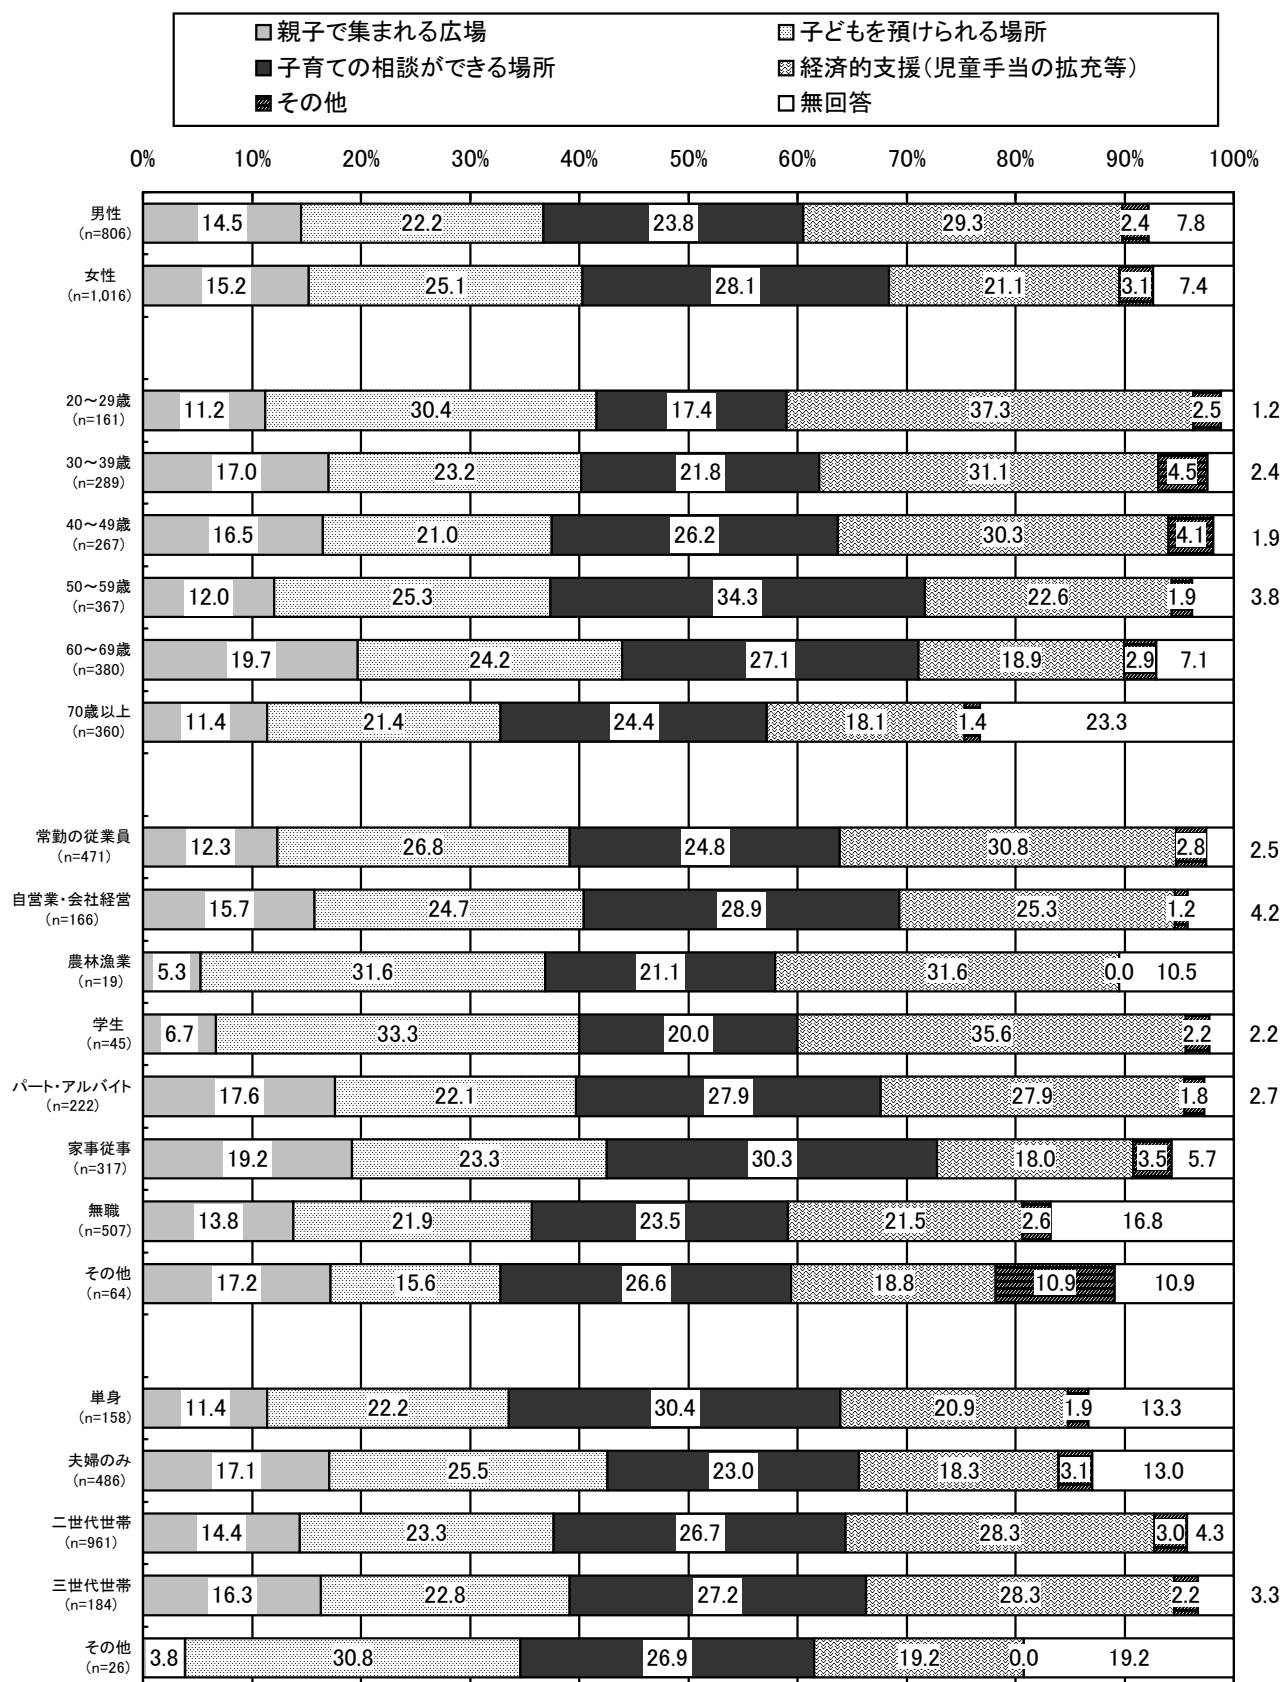 親子で集まれる広場 子どもを預けられる場所
子育ての相談ができる場所 経済的支援(児童手当の拡充等)
その他 無回答
0% 10% 20% 30% 40% 50% 60% 70% 80% 90% 100%
男性
(n=806)
14.5 22.2 23.8 29.3 2.4 7.8
女性
(n=1,016)
15.2 25.1 28.1 21.1 3.1 7.4
20～29歳
(n=161)
11.2 30.4 17.4 37.3 2.5 1.2
30～39歳
(n=289)
17.0 23.2 21.8 31.1 4.5 2.4
40～49歳
(n=267)
16.5 21.0 26.2 30.3 4.1 1.9
50～59歳
(n=367)
12.0 25.3 34.3 22.6 1.9 3.8
60～69歳
(n=380)
19.7 24.2 27.1 18.9 2.9 7.1
70歳以上
(n=360)
11.4 21.4 24.4 18.1 1.4 23.3
常勤の従業員
(n=471)
12.3 26.8 24.8 30.8 2.8 2.5
自営業・会社経営
(n=166)
15.7 24.7 28.9 25.3 1.2 4.2
農林漁業
(n=19)
5.3 31.6 21.1 31.6 0.0 10.5
学生
(n=45)
6.7 33.3 20.0 35.6 2.2 2.2
パート・アルバイト
(n=222)
17.6 22.1 27.9 27.9 1.8 2.7
家事従事
(n=317)
19.2 23.3 30.3 18.0 3.5 5.7
無職
(n=507)
13.8 21.9 23.5 21.5 2.6 16.8
その他
(n=64)
17.2 15.6 26.6 18.8 10.9 10.9
単身
(n=158)
11.4 22.2 30.4 20.9 1.9 13.3
夫婦のみ
(n=486)
17.1 25.5 23.0 18.3 3.1 13.0
二世代世帯
(n=961)
14.4 23.3 26.7 28.3 3.0 4.3
三世代世帯
(n=184)
16.3 22.8 27.2 28.3 2.2 3.3
その他
(n=26)
3.8 30.8 26.9 19.2 0.0 19.2